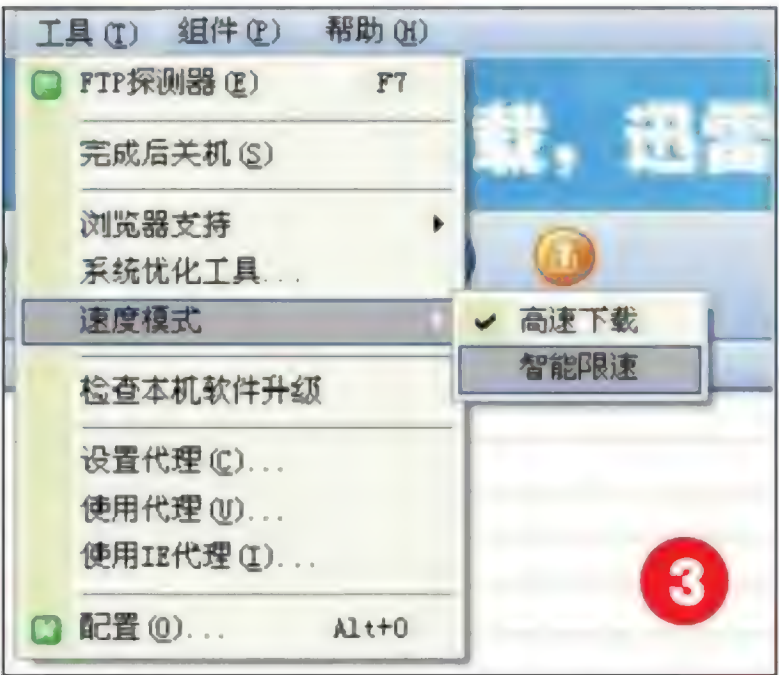 工具(T) 组件(P) 帮助(H)
FTP探测器(E) F7
载，迅雷
完成后关机(S)
浏览器支持
系统优化工具...
速度模式
高速下载
智能限速
检查本机软件升级
设置代理(C)...
使用代理(U)...
使用IE代理(I)...
3
配置(O)... Alt+O